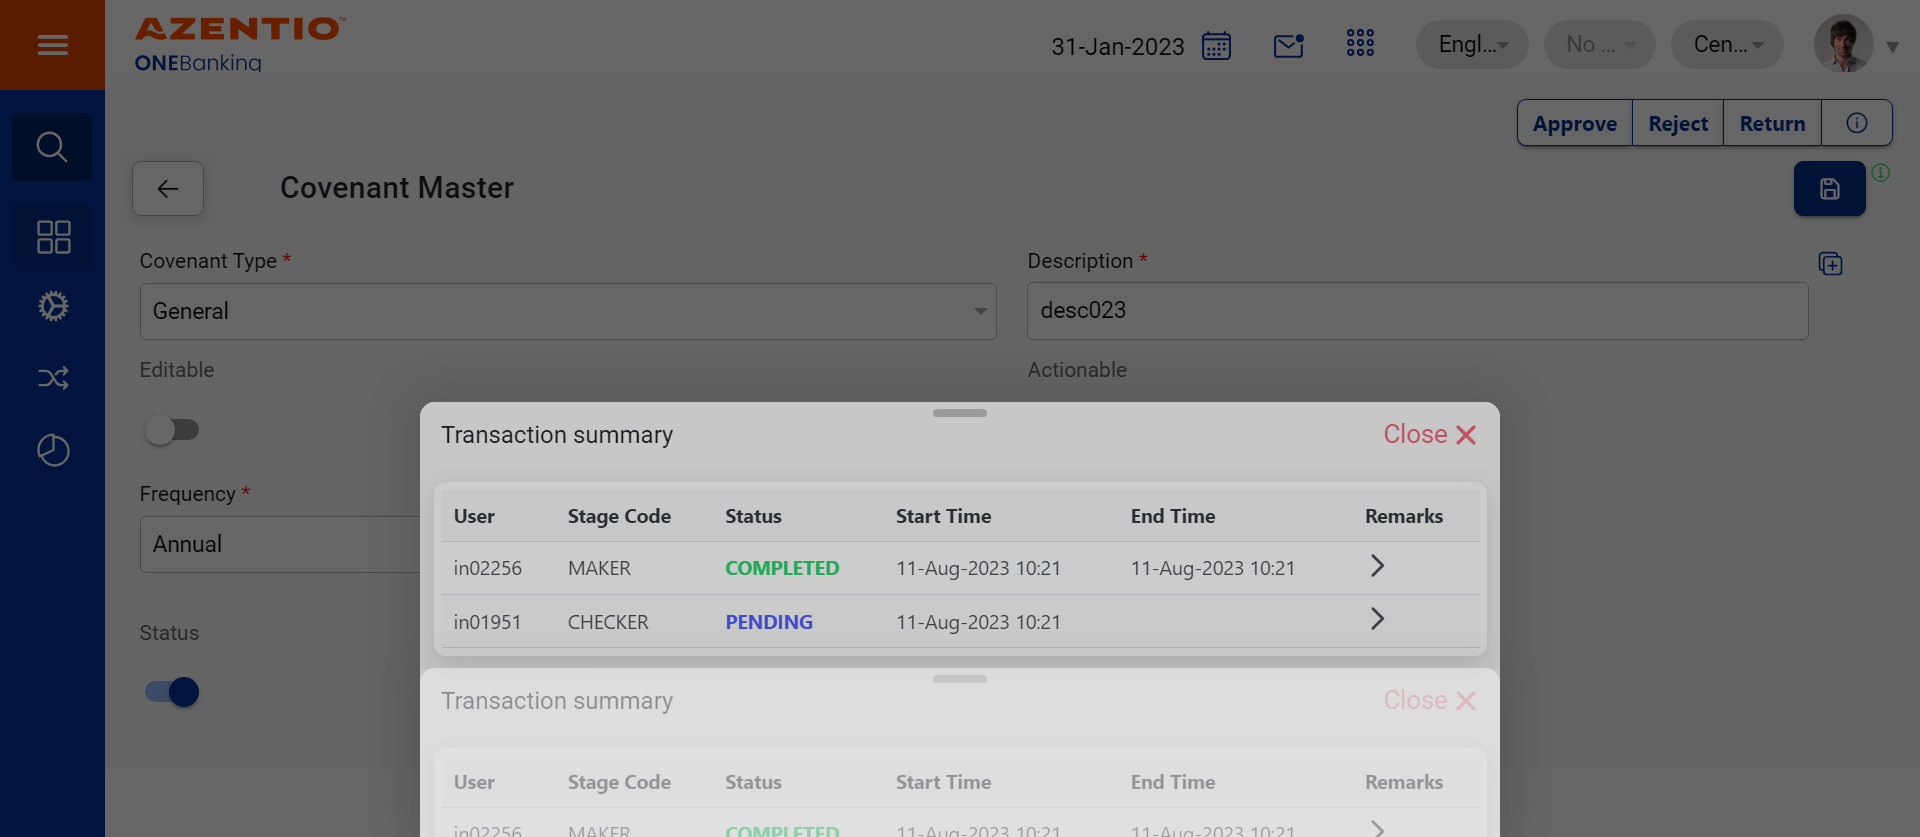 AZENTIO™
ONEBanking
31-Jan-2023
Engl...
No ...
Cen...
Approve
Reject
Return
Covenant Master
Covenant Type *
Description *
General
desc023
Editable
Actionable
Transaction summary
Close
Frequency *
Annual
User Stage Code Status Start Time End Time Remarks
in02256 MAKER COMPLETED 11-Aug-2023 10:21 11-Aug-2023 10:21
in01951 CHECKER PENDING 11-Aug-2023 10:21
Status
Transaction summary
Close
User Stage Code Status Start Time End Time Remarks
in02256 MAKER COMPLETED 11-Aug-2023 10:21 11-Aug-2023 10:21